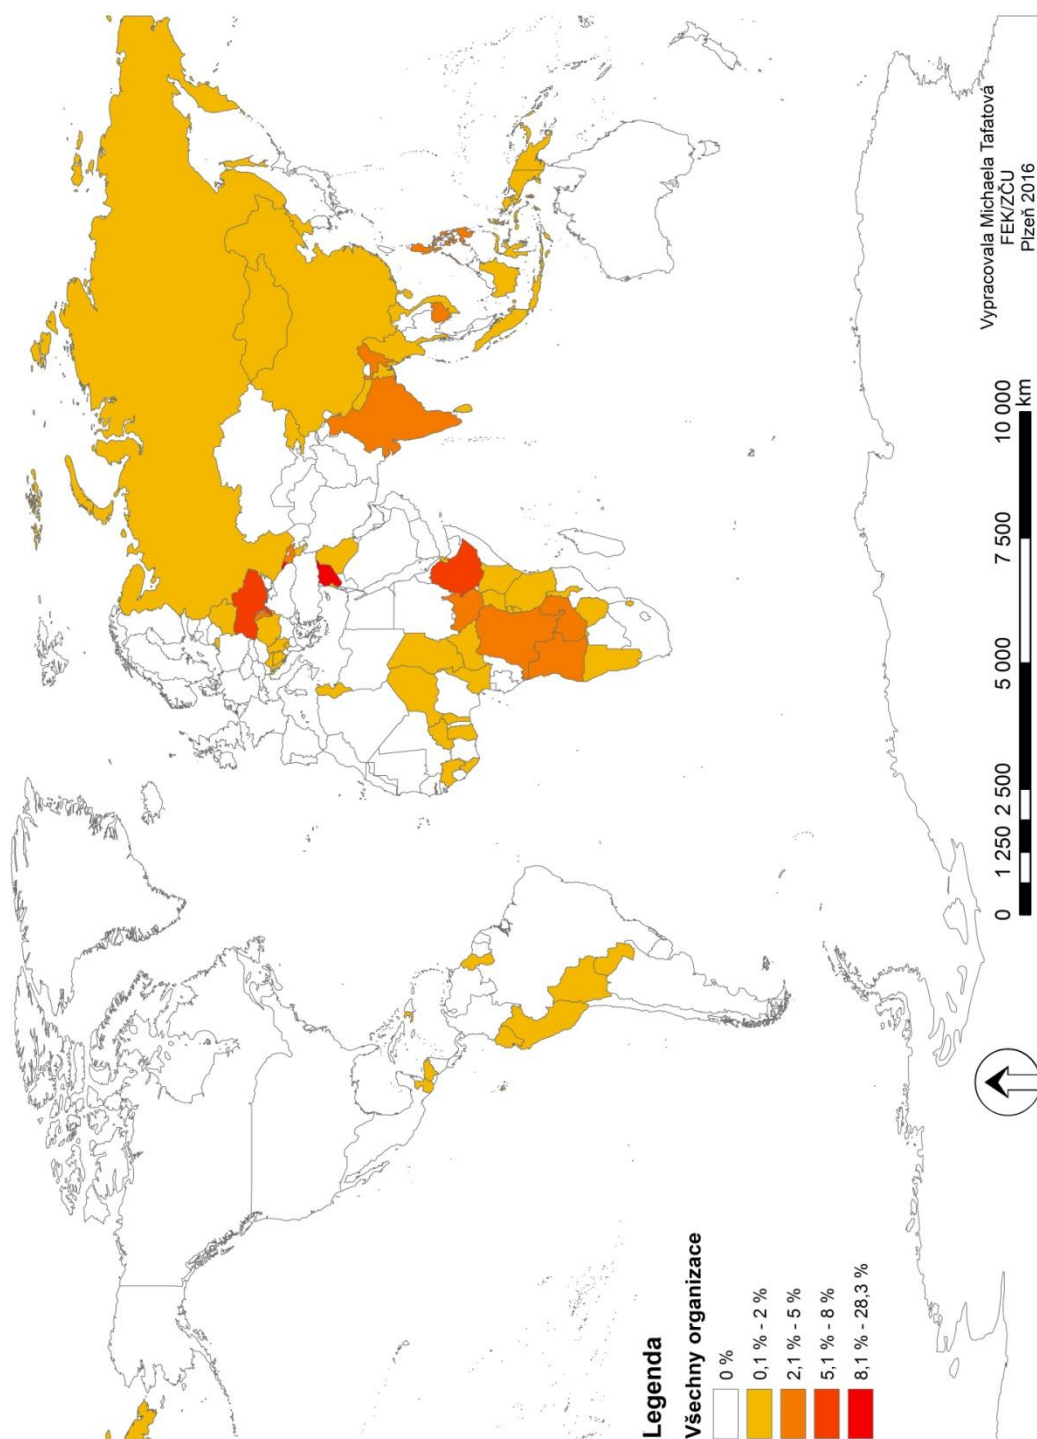 Legenda
Všechny organizace
0 %
0,1 % - 2 %
2,1 % - 5 %
5,1 % - 8 %
8,1 % - 28,3 %
0 1 250 2 500 5 000 7 500 10 000
km
Vypracovala Michaela Tafatová
FEK/ZČU
Plzeň 2016